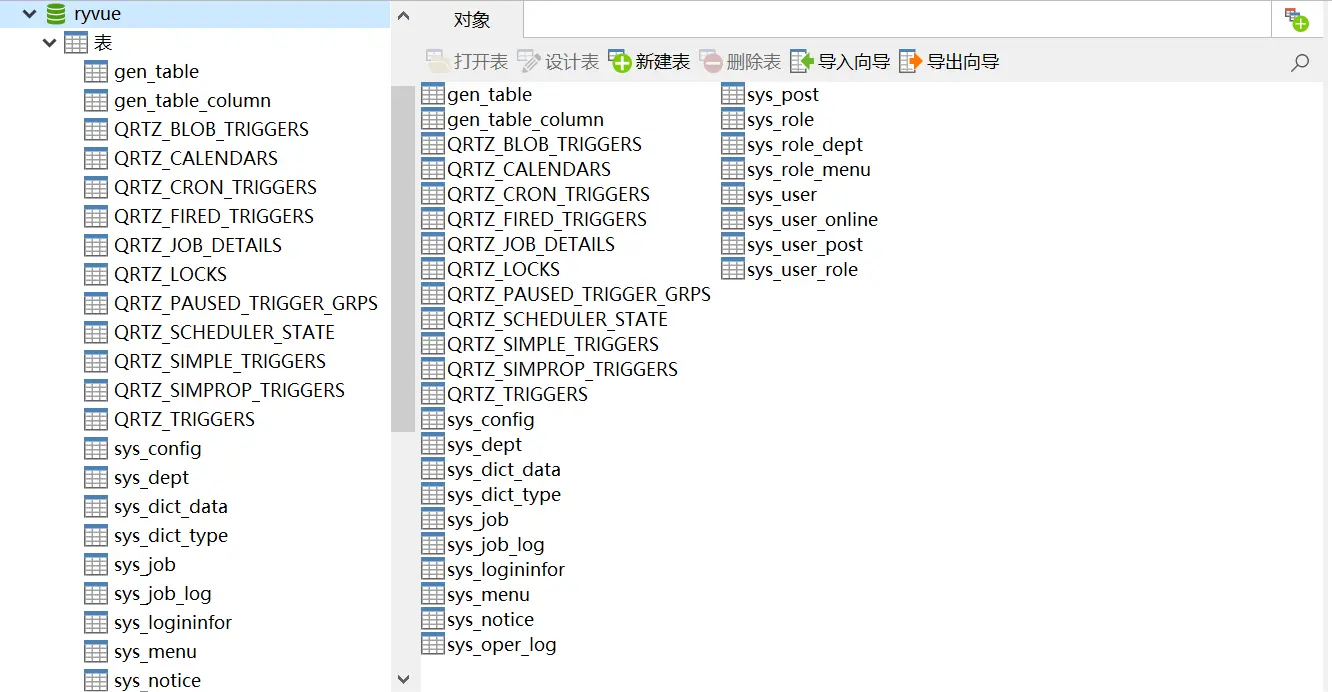 ryvue
表
gen_table
gen_table_column
QRTZ_BLOB_TRIGGERS
QRTZ_CALENDARS
QRTZ_CRON_TRIGGERS
QRTZ_FIRED_TRIGGERS
QRTZ_JOB_DETAILS
QRTZ_LOCKS
QRTZ_PAUSED_TRIGGER_GRPS
QRTZ_SCHEDULER_STATE
QRTZ_SIMPLE_TRIGGERS
QRTZ_SIMPROP_TRIGGERS
QRTZ_TRIGGERS
sys_config
sys_dept
sys_dict_data
sys_dict_type
sys_job
sys_job_log
sys_logininfor
sys_menu
sys_notice
对象
打开表 设计表 新建表 删除表 导入向导 导出向导
gen_table
gen_table_column
QRTZ_BLOB_TRIGGERS
QRTZ_CALENDARS
QRTZ_CRON_TRIGGERS
QRTZ_FIRED_TRIGGERS
QRTZ_JOB_DETAILS
QRTZ_LOCKS
QRTZ_PAUSED_TRIGGER_GRPS
QRTZ_SCHEDULER_STATE
QRTZ_SIMPLE_TRIGGERS
QRTZ_SIMPROP_TRIGGERS
QRTZ_TRIGGERS
sys_config
sys_dept
sys_dict_data
sys_dict_type
sys_job
sys_job_log
sys_logininfor
sys_menu
sys_notice
sys_oper_log
sys_post
sys_role
sys_role_dept
sys_role_menu
sys_user
sys_user_online
sys_user_post
sys_user_role